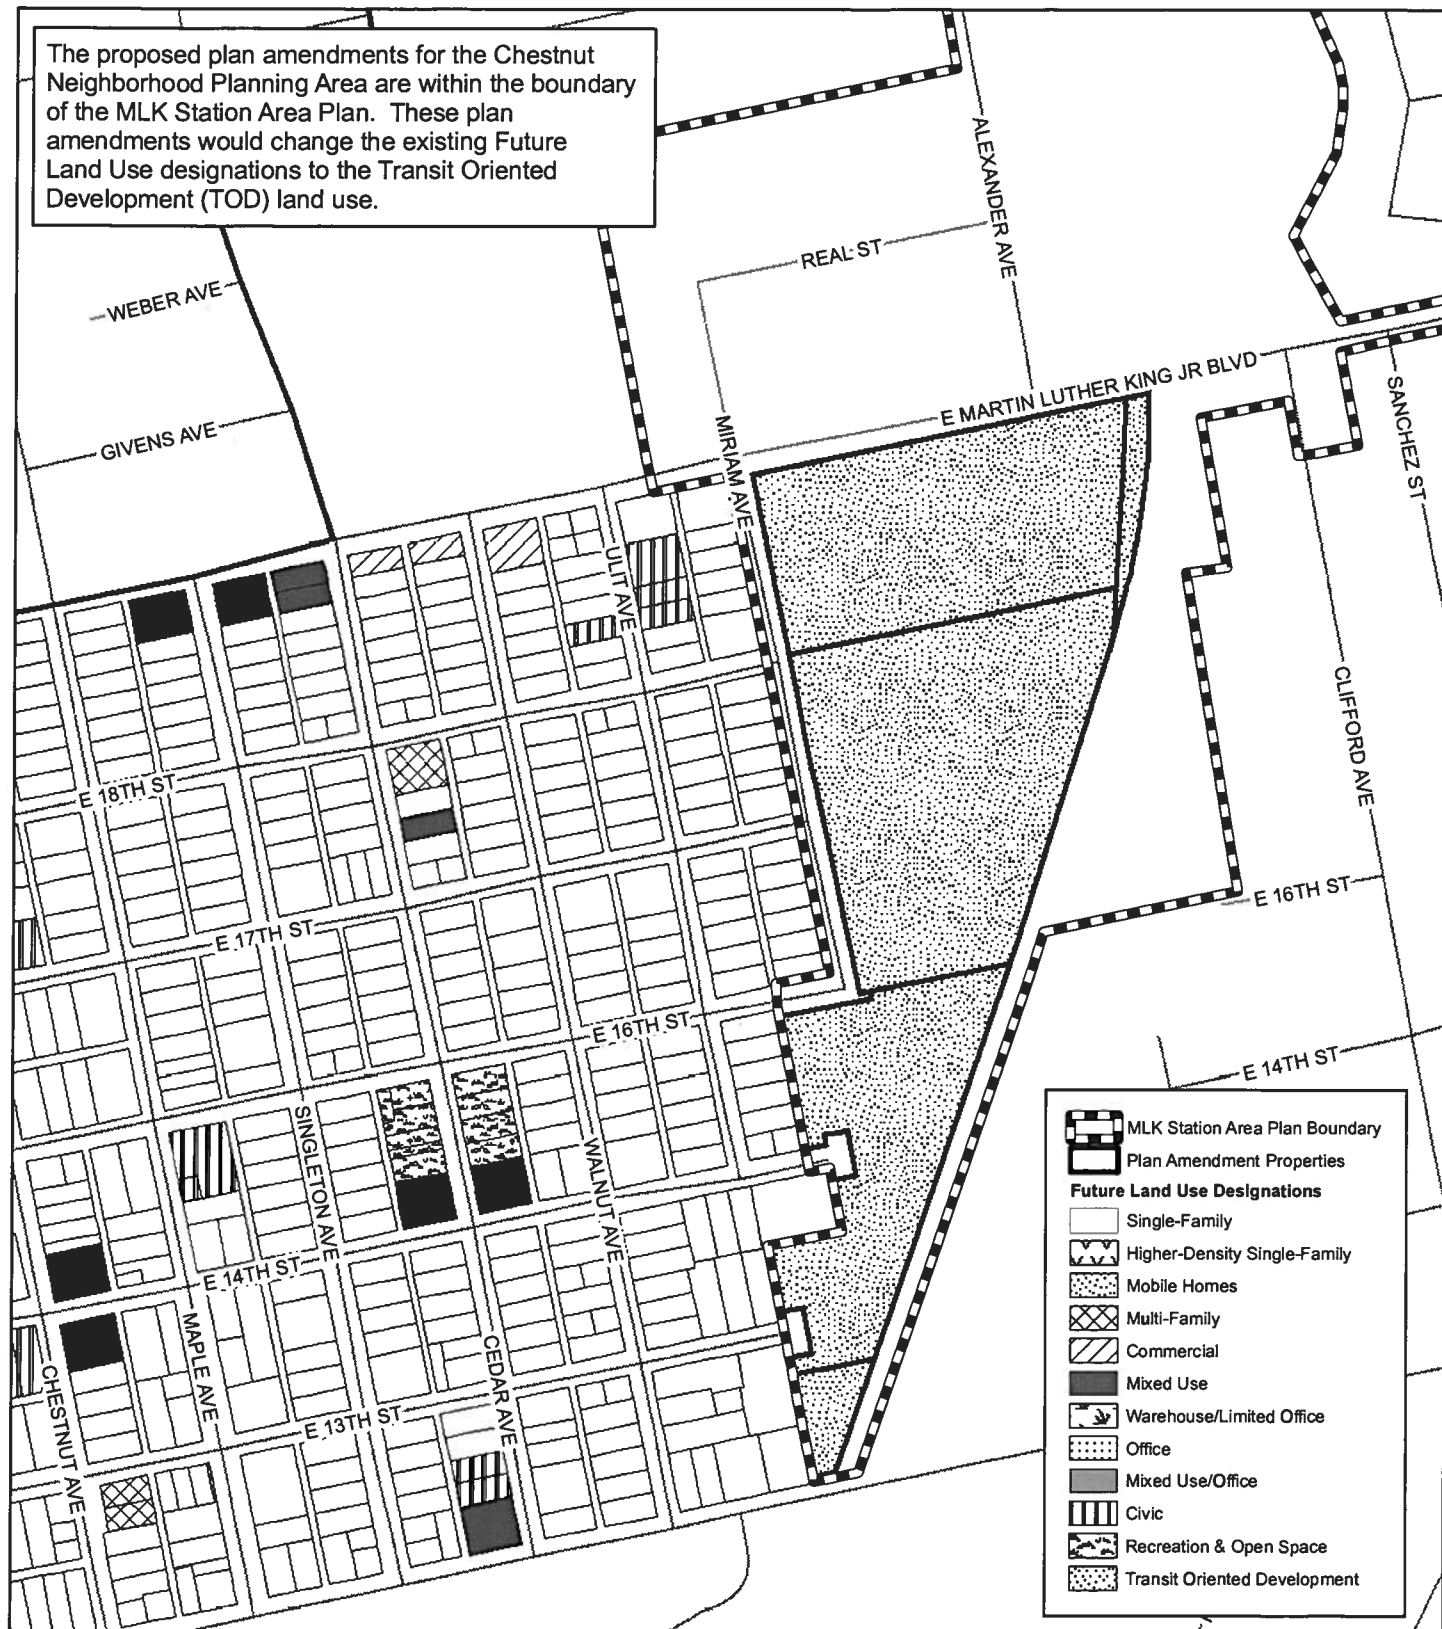 The proposed plan amendments for the Chestnut
Neighborhood Planning Area are within the boundary
of the MLK Station Area Plan. These plan
amendments would change the existing Future
Land Use designations to the Transit Oriented
Development (TOD) land use.
ALEXANDER AVE
REAL ST
WEBER AVE
E MARTIN LUTHER KING JR BLVD
SANCHEZ ST
GIVENS AVE
MIRIAM AVE
ULIT AVE
CLIFFORD AVE
E 18TH ST
E 17TH ST
E 16TH ST
E 16TH ST
E 14TH ST
SINGLETON AVE
WALNUT AVE
E 14TH ST
MAPLE AVE
CEDAR AVE
CHESTNUT AVE
E 13TH ST
MLK Station Area Plan Boundary
Plan Amendment Properties
Future Land Use Designations
Single-Family
Higher-Density Single-Family
Mobile Homes
Multi-Family
Commercial
Mixed Use
Warehouse/Limited Office
Office
Mixed Use/Office
Civic
Recreation & Open Space
Transit Oriented Development